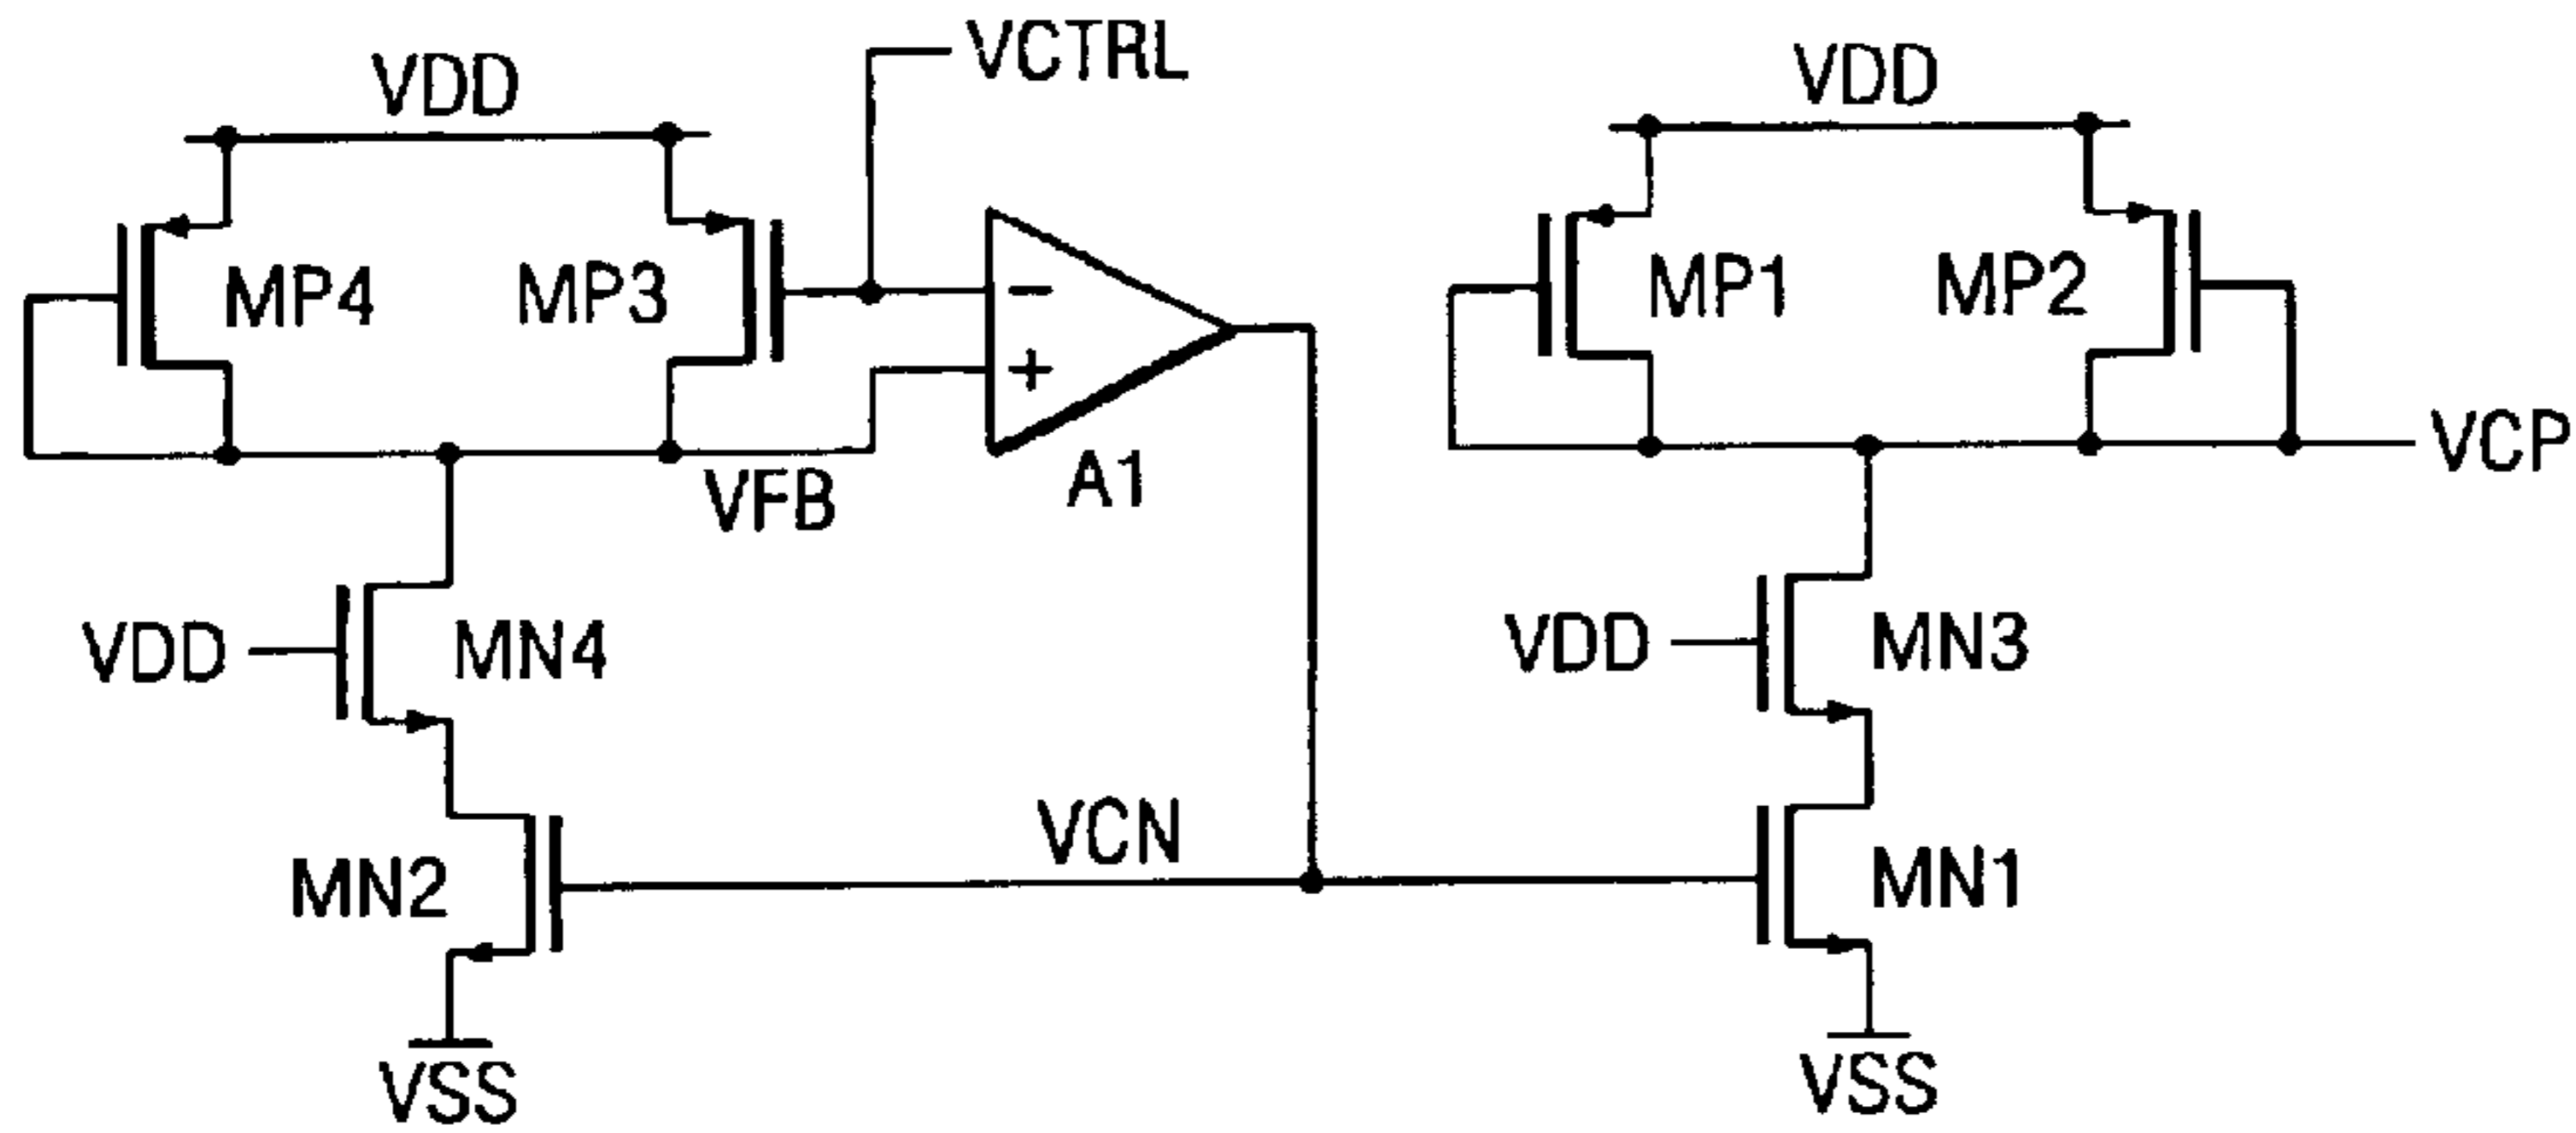 VCTRL
VDD
VDD
MP4
MP3
−
+
MP1
MP2
VFB
A1
VCP
VDD
MN4
VDD
MN3
VCN
MN2
MN1
VSS
VSS